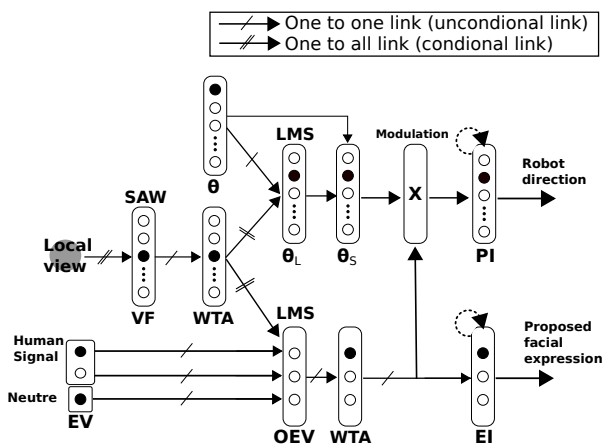 One to one link (uncondional link)
One to all link (condional link)
θ
LMS
Modulation
X
Robot
direction
SAW
Local
view
θL
θS
PI
VF
WTA
LMS
Human
Signal
Proposed
facial
expression
Neutre
EV
OEV
WTA
EI